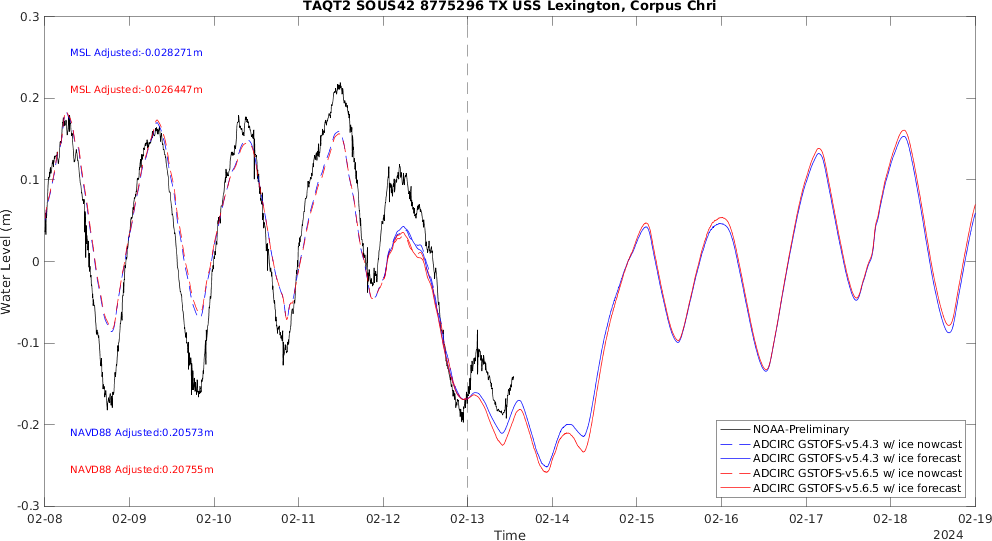 TAQT2 SOUS42 8775296 TX USS Lexington, Corpus Chri
0.3
0.2
0.1
0
-0.1
-0.2
-0.3
Water Level (m)
MSL Adjusted:-0.028271m
MSL Adjusted:-0.026447m
NAVD88 Adjusted:0.20573m
NAVD88 Adjusted:0.20755m
NOAA-Preliminary
ADCIRC GSTOFS-v5.4.3 w/ ice nowcast
ADCIRC GSTOFS-v5.4.3 w/ ice forecast
ADCIRC GSTOFS-v5.6.5 w/ ice nowcast
ADCIRC GSTOFS-v5.6.5 w/ ice forecast
02-08 02-09 02-10 02-11 02-12 02-13 02-14 02-15 02-16 02-17 02-18 02-19
Time
2024